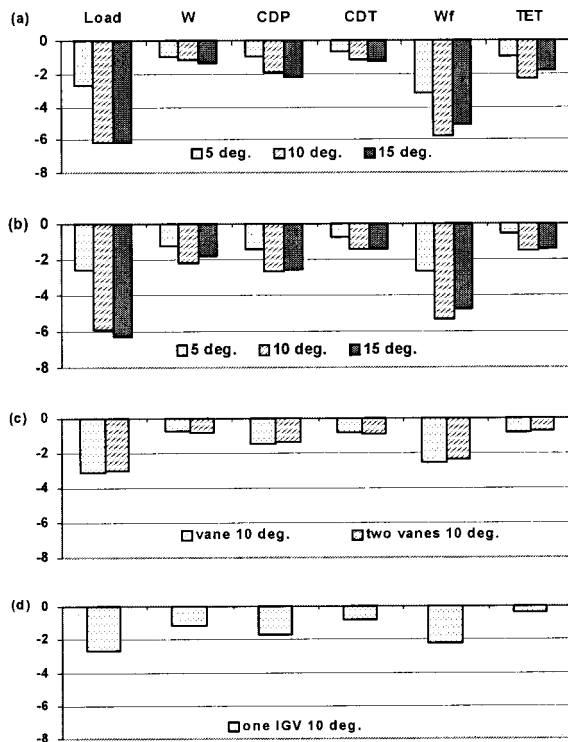 (a) Load W CDP CDT Wf TET
0
-2
-4
-6
-8
5 deg. 10 deg. 15 deg.
(b)
0
-2
-4
-6
-8
5 deg. 10 deg. 15 deg.
(c)
0
-2
-4
-6
-8
vane 10 deg. two vanes 10 deg.
(d)
0
-2
-4
-6
-8
one IGV 10 deg.